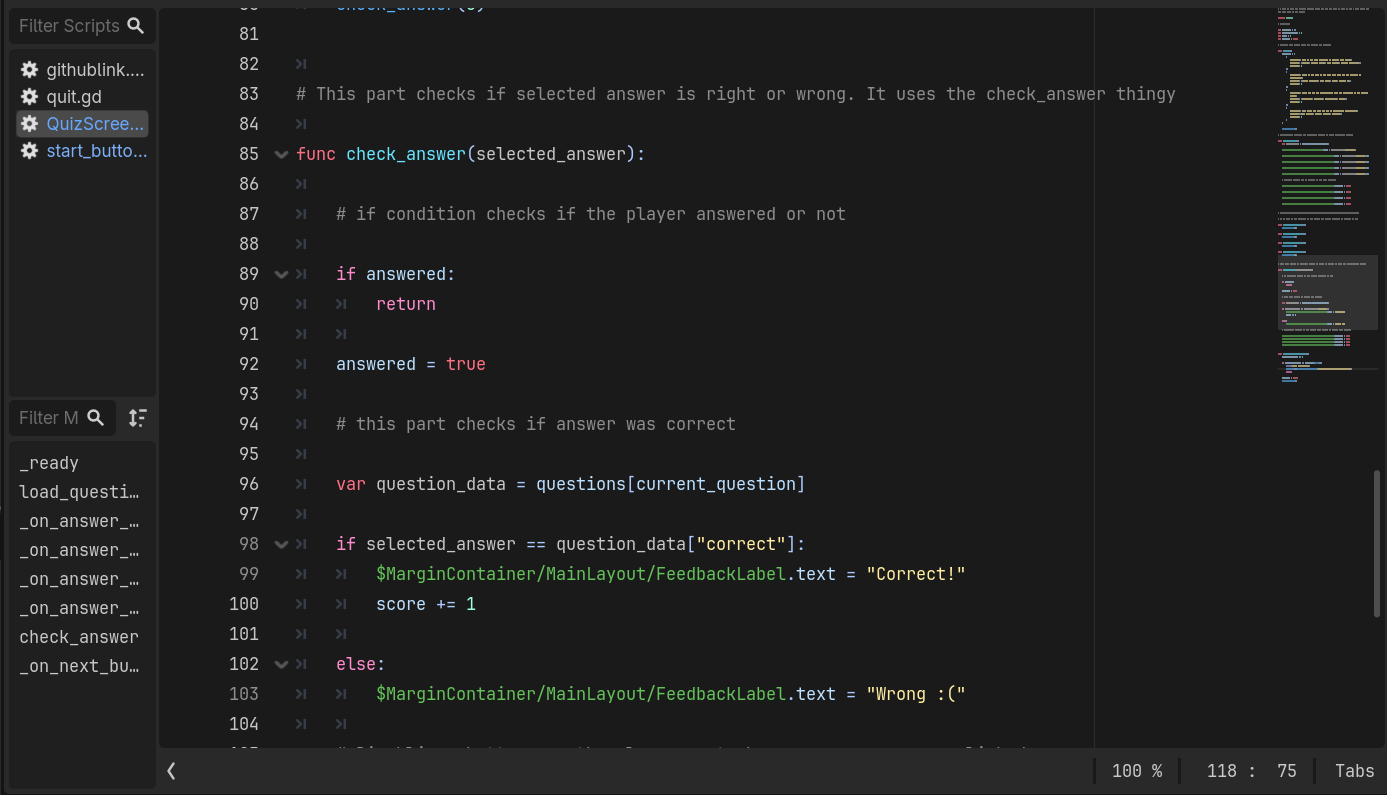 Filter Scripts
githublink....
quit.gd
QuizScree...
start_butto...
Filter M
_ready
load_questi…
_on_answer_…
_on_answer_…
_on_answer_…
_on_answer_…
check_answer
_on_next_bu…
81
82
83 # This part checks if selected answer is right or wrong. It uses the check_answer thingy
84
85 func check_answer(selected_answer):
86
87 # if condition checks if the player answered or not
88
89 if answered:
90 return
91
92 answered = true
93
94 # this part checks if answer was correct
95
96 var question_data = questions[current_question]
97
98 if selected_answer == question_data["correct"]:
99 $MarginContainer/MainLayout/FeedbackLabel.text = "Correct!"
100 score += 1
101
102 else:
103 $MarginContainer/MainLayout/FeedbackLabel.text = "Wrong :("
104
100 % 118 : 75 Tabs